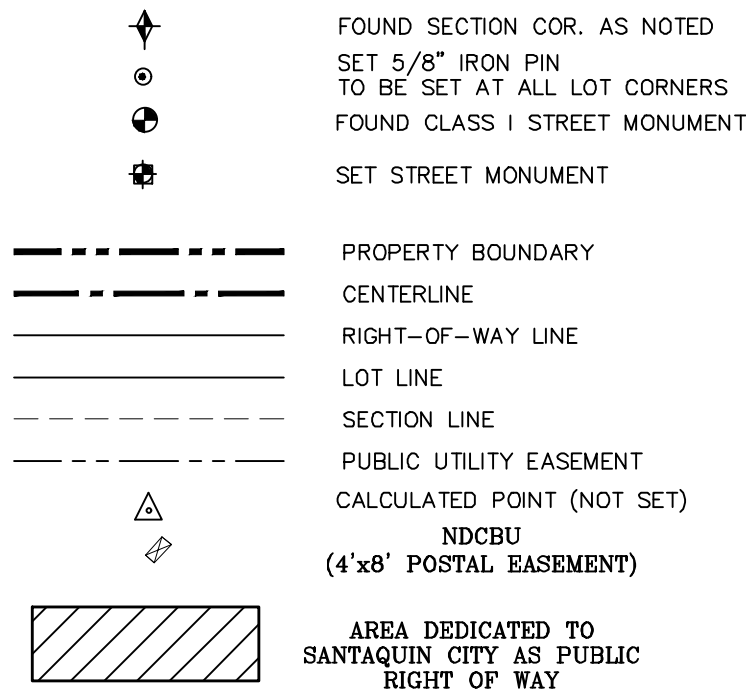 FOUND SECTION COR. AS NOTED
SET 5/8" IRON PIN
TO BE SET AT ALL LOT CORNERS
FOUND CLASS I STREET MONUMENT
SET STREET MONUMENT
PROPERTY BOUNDARY
CENTERLINE
RIGHT-OF-WAY LINE
LOT LINE
SECTION LINE
PUBLIC UTILITY EASEMENT
CALCULATED POINT (NOT SET)
NDCBU
(4'x8' POSTAL EASEMENT)
AREA DEDICATED TO
SANTAQUIN CITY AS PUBLIC
RIGHT OF WAY